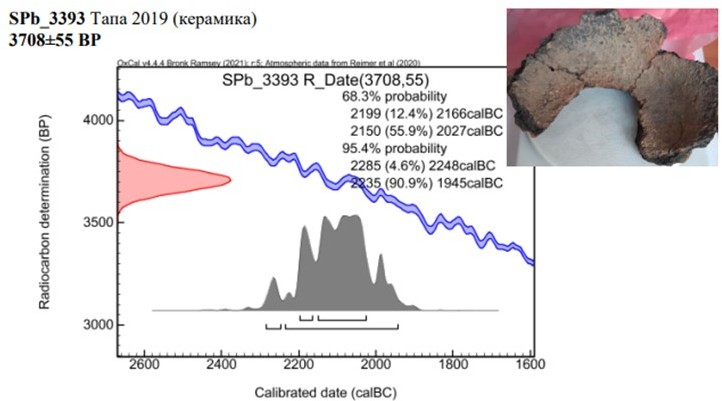 SPb_3393 Тапа 2019 (керамика)
3708±55 BP
OxCal v4.4.4 Bronk Ramsey (2021); r:5; Atmospheric data from Reimer et al (2020)
SPb_3393 R_Date(3708,55)
68.3% probability
2199 (12.4%) 2166calBC
2150 (55.9%) 2027calBC
95.4% probability
2285 (4.6%) 2248calBC
2235 (90.9%) 1945calBC
Radiocarbon determination (BP)
4000
3500
3000
2600 2400 2200 2000 1800 1600
Calibrated date (calBC)